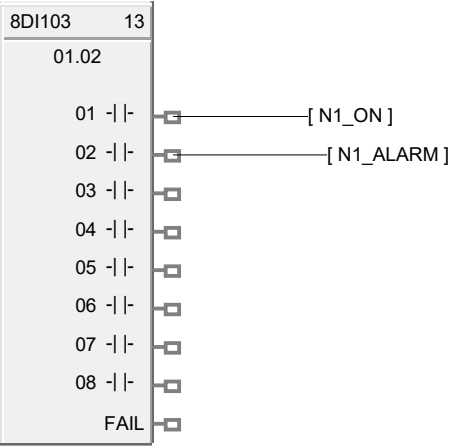 8DI103 13
01.02
01 -| |- [ N1_ON ]
02 -| |- [ N1_ALARM ]
03 -| |-
04 -| |-
05 -| |-
06 -| |-
07 -| |-
08 -| |-
FAIL